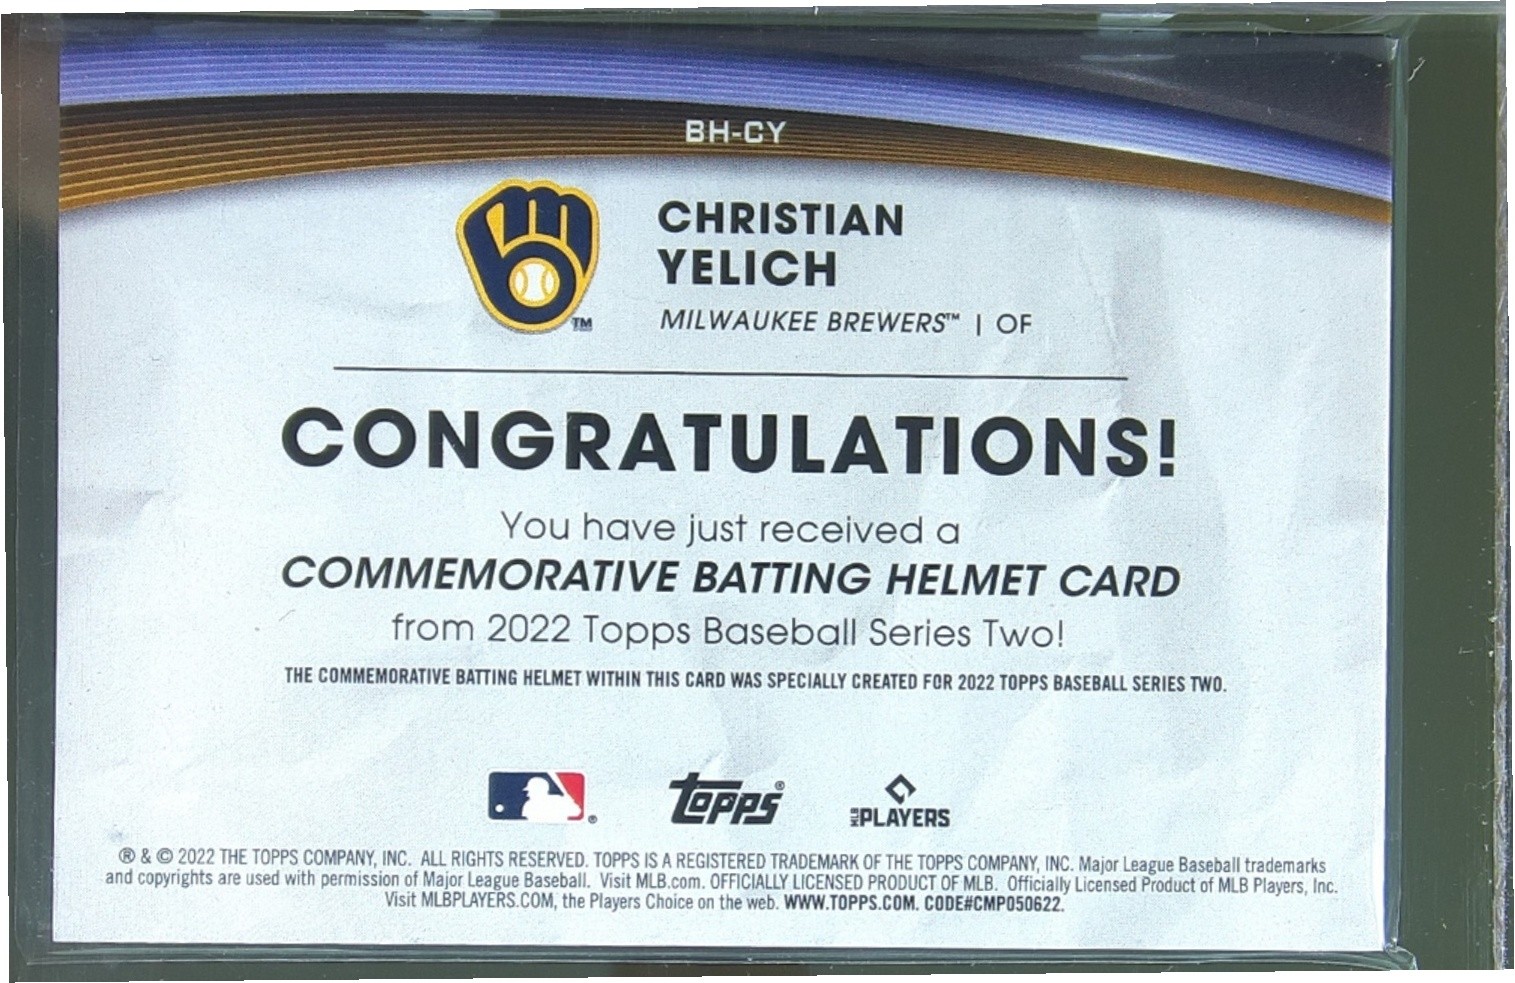 BH-CY
CHRISTIAN
YELICH
MILWAUKEE BREWERS™ | OF
CONGRATULATIONS!
You have just received a
COMMEMORATIVE BATTING HELMET CARD
from 2022 Topps Baseball Series Two!
THE COMMEMORATIVE BATTING HELMET WITHIN THIS CARD WAS SPECIALLY CREATED FOR 2022 TOPPS BASEBALL SERIES TWO.
topps® MLB PLAYERS
® & © 2022 THE TOPPS COMPANY, INC. ALL RIGHTS RESERVED. TOPPS IS A REGISTERED TRADEMARK OF THE TOPPS COMPANY, INC. Major League Baseball trademarks
and copyrights are used with permission of Major League Baseball. Visit MLB.com. OFFICIALLY LICENSED PRODUCT OF MLB. Officially Licensed Product of MLB Players, Inc.
Visit MLBPLAYERS.COM, the Players Choice on the web. WWW.TOPPS.COM. CODE#CMP050622.